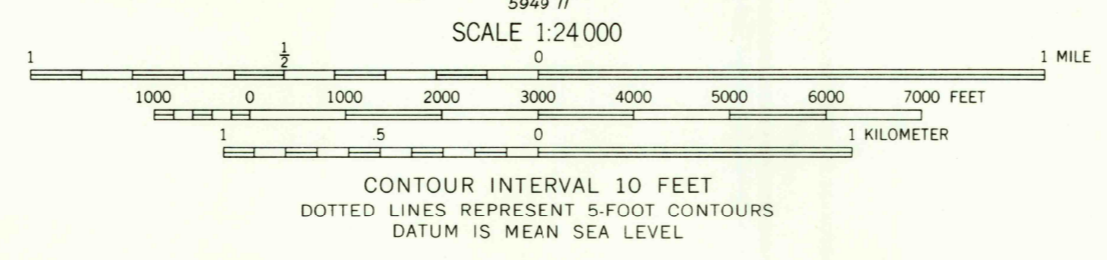 SCALE 1:24 000
1 ½ 0 1 MILE
1000 0 1000 2000 3000 4000 5000 6000 7000 FEET
1 .5 0 1 KILOMETER
CONTOUR INTERVAL 10 FEET
DOTTED LINES REPRESENT 5-FOOT CONTOURS
DATUM IS MEAN SEA LEVEL